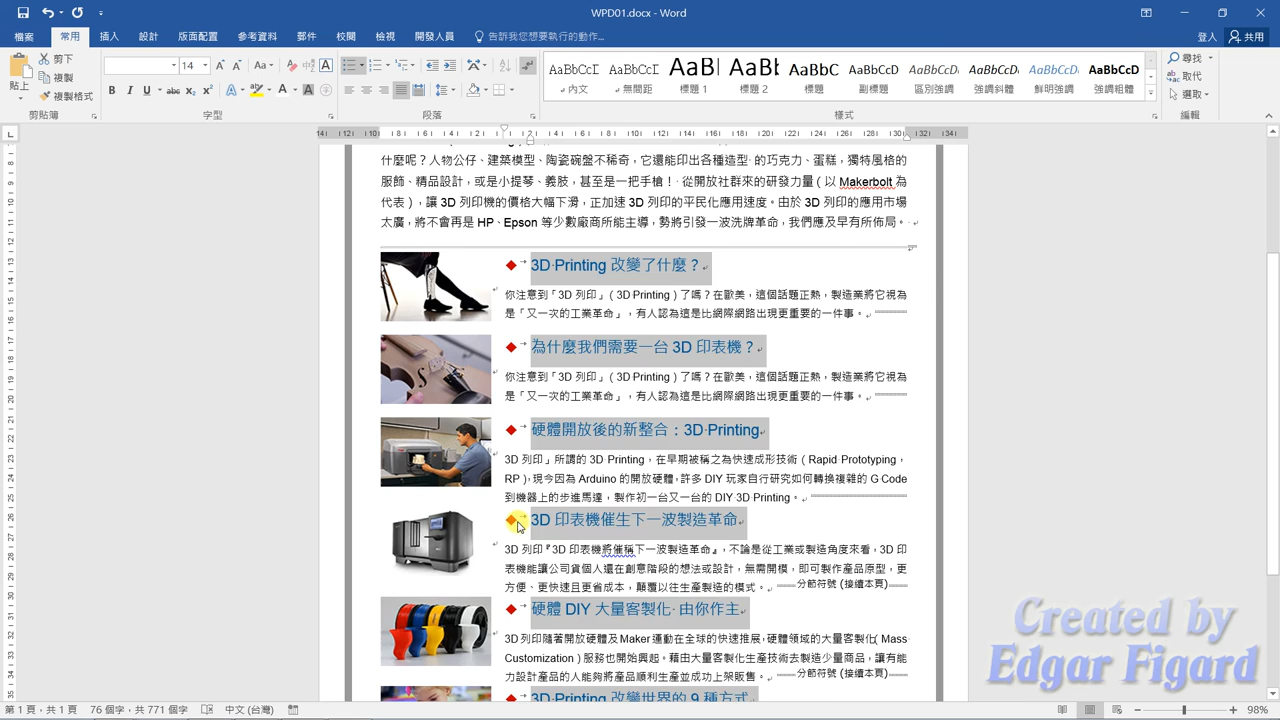 WPD01.docx - Word
登入 共用
檔案 常用 插入 設計 版面配置 參考資料 郵件 校閱 檢視 開發人員 告訴我您想要執行的動作...
貼上 剪下 複製 複製格式
14
AaBbCcD AaBbCcD AaBl AaBb AaBbC AaBbCcD AaBbCcD AaBbCcD AaBbCcD AaBbCcD
內文 無間距 標題 1 標題 2 標題 副標題 區別強調 強調斜體 鮮明強調 強調粗體
尋找 取代 選取
剪貼簿 字型 段落 樣式 編輯
什麼呢？人物公仔、建築模型、陶瓷碗盤不稀奇，它還能印出各種造型 的巧克力、蛋糕，獨特風格的
服飾、精品設計，或是小提琴、義肢，甚至是一把手槍！ 從開放社群來的研發力量（以 Makerbolt 為
代表），讓 3D 列印機的價格大幅下滑，正加速 3D 列印的平民化應用速度。由於 3D 列印的應用市場
太廣，將不會再是 HP、Epson 等少數廠商所能主導，勢將引發一波洗牌革命，我們應及早有所佈局。
3D Printing 改變了什麼？
你注意到「3D 列印」（3D Printing）了嗎？在歐美，這個話題正熱，製造業將它視為
是「又一次的工業革命」，有人認為這是比網際網路出現更重要的一件事。
為什麼我們需要一台 3D 印表機？
你注意到「3D 列印」（3D Printing）了嗎？在歐美，這個話題正熱，製造業將它視為
是「又一次的工業革命」，有人認為這是比網際網路出現更重要的一件事。
硬體開放後的新整合：3D Printing
3D 列印」所謂的 3D Printing，在早期被稱之為快速成形技術（Rapid Prototyping，
RP），現今因為 Arduino 的開放硬體，許多 DIY 玩家自行研究如何轉換複雜的 G Code
到機器上的步進馬達，製作初一台又一台的 DIY 3D Printing。
3D 印表機催生下一波製造革命
3D 列印『3D 印表機將催稱下一波製造革命』，不論是從工業或製造角度來看，3D 印
表機能讓公司貨個人還在創意階段的想法或設計，無需開模，即可製作產品原型，更
方便、更快速且更省成本，顛覆以往生產製造的模式。 分節符號 (接續本頁)
硬體 DIY 大量客製化 由你作主
3D 列印隨著開放硬體及 Maker 運動在全球的快速推展，硬體領域的大量客製化（Mass
Customization）服務也開始興起。藉由大量客製化生產技術去製造少量商品，讓有能
力設計產品的人能夠將產品順利生產並成功上架販售。 分節符號 (接續本頁)
3D Printing 改變世界的 9 種方式
Created by
Edgar Figard
第 1 頁，共 1 頁 76 個字，共 771 個字 中文 (台灣) 98%